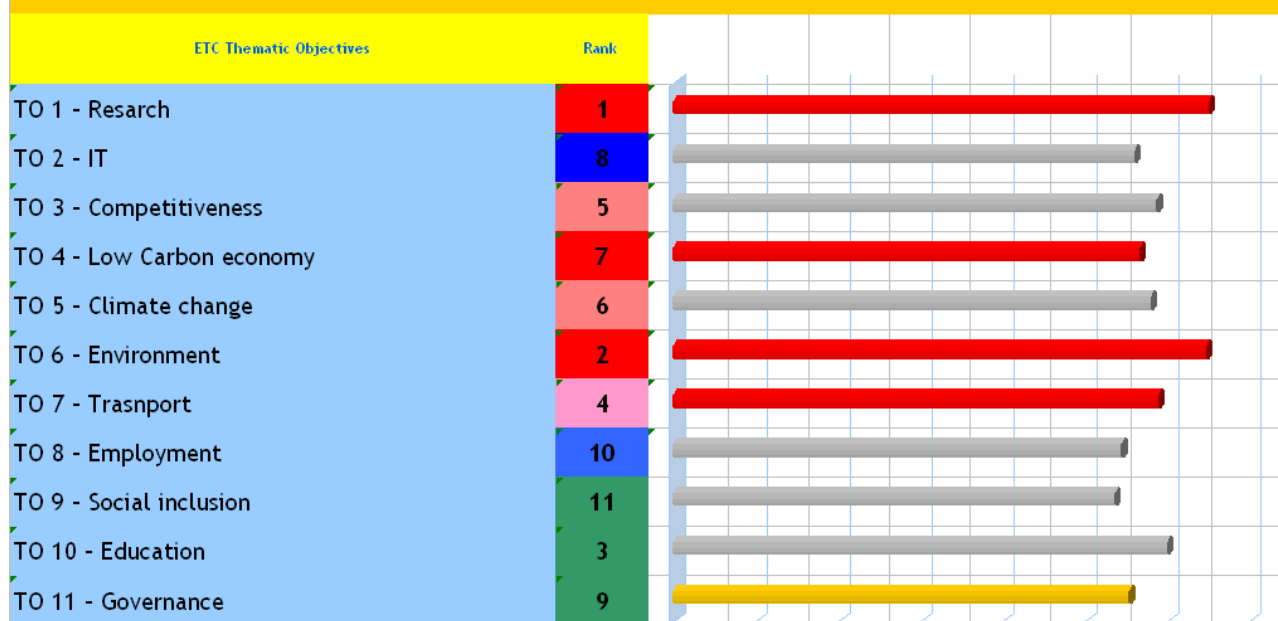 ETC Thematic Objectives Rank
TO 1 - Resarch 1
TO 2 - IT 8
TO 3 - Competitiveness 5
TO 4 - Low Carbon economy 7
TO 5 - Climate change 6
TO 6 - Environment 2
TO 7 - Trasnport 4
TO 8 - Employment 10
TO 9 - Social inclusion 11
TO 10 - Education 3
TO 11 - Governance 9